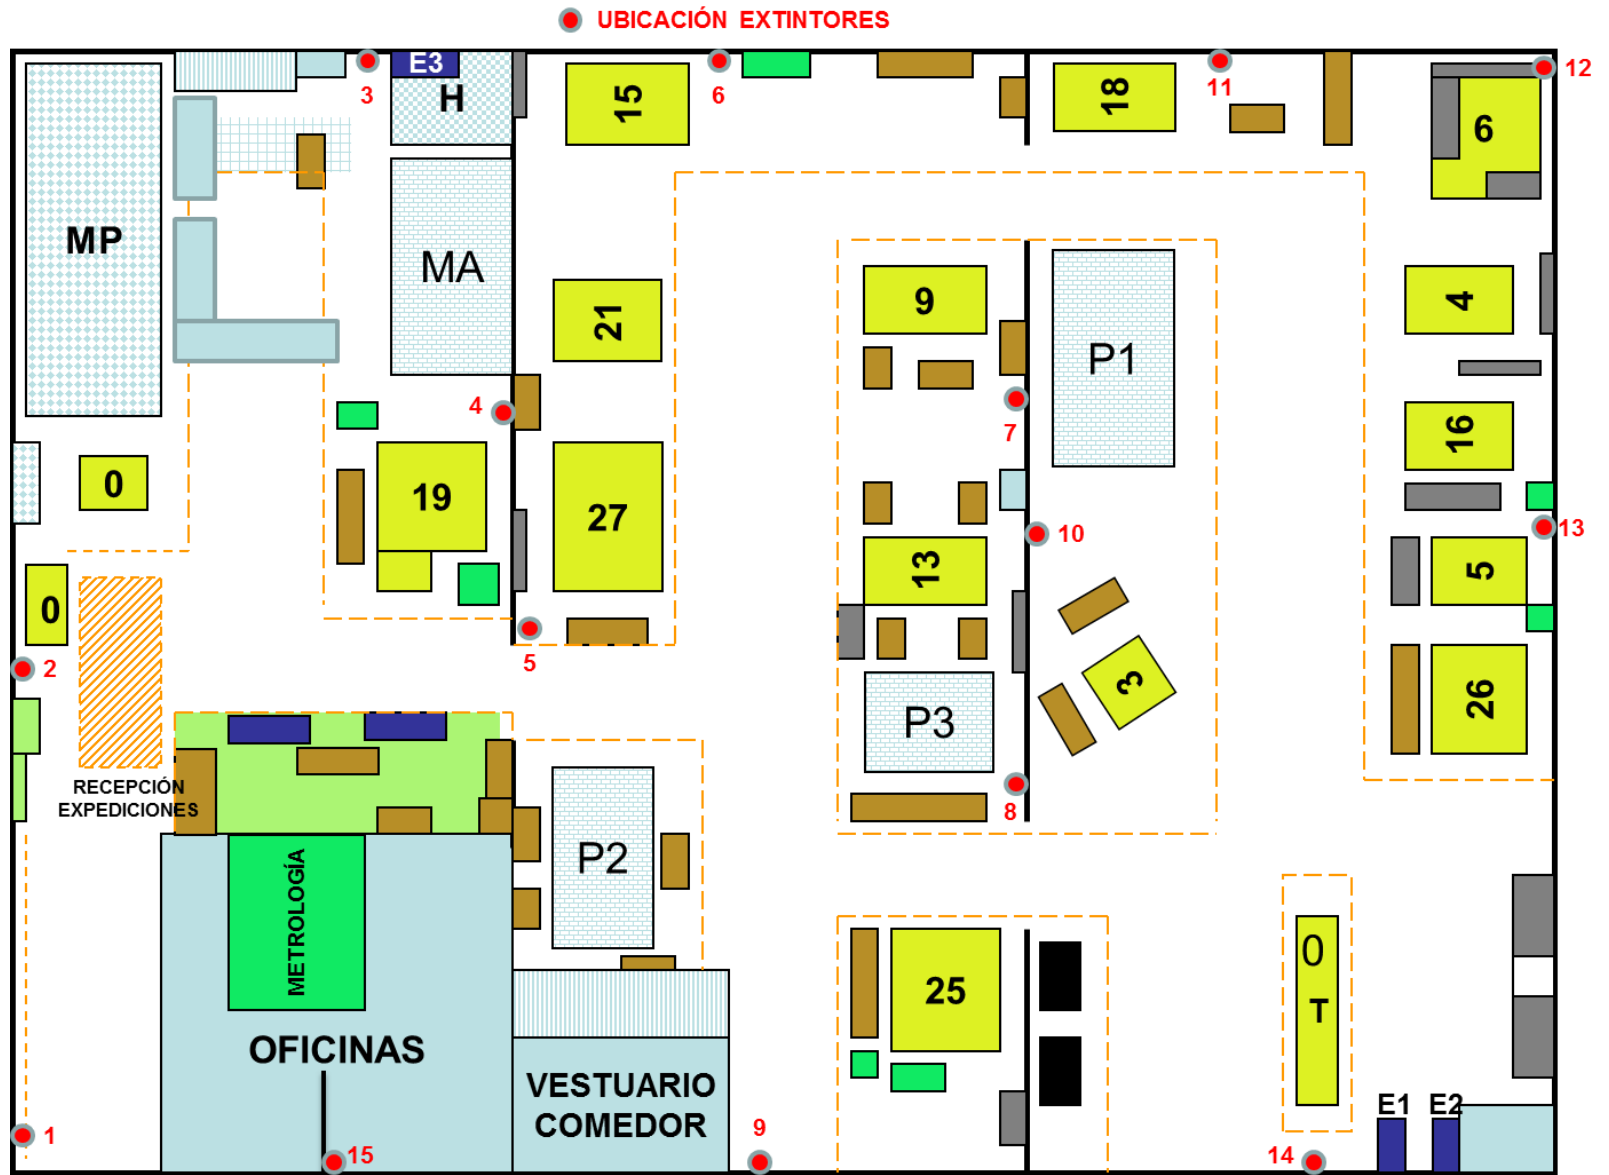 UBICACIÓN EXTINTORES
E3
H
3
15
6
18
11
12
6
MP
MA
21
9
4
P1
4
7
16
0
19
27
10
13
13
5
0
5
2
3
26
P3
RECEPCIÓN
EXPEDICIONES
8
P2
METROLOGÍA
25
0
T
OFICINAS
VESTUARIO
COMEDOR
E1
E2
1
15
9
14